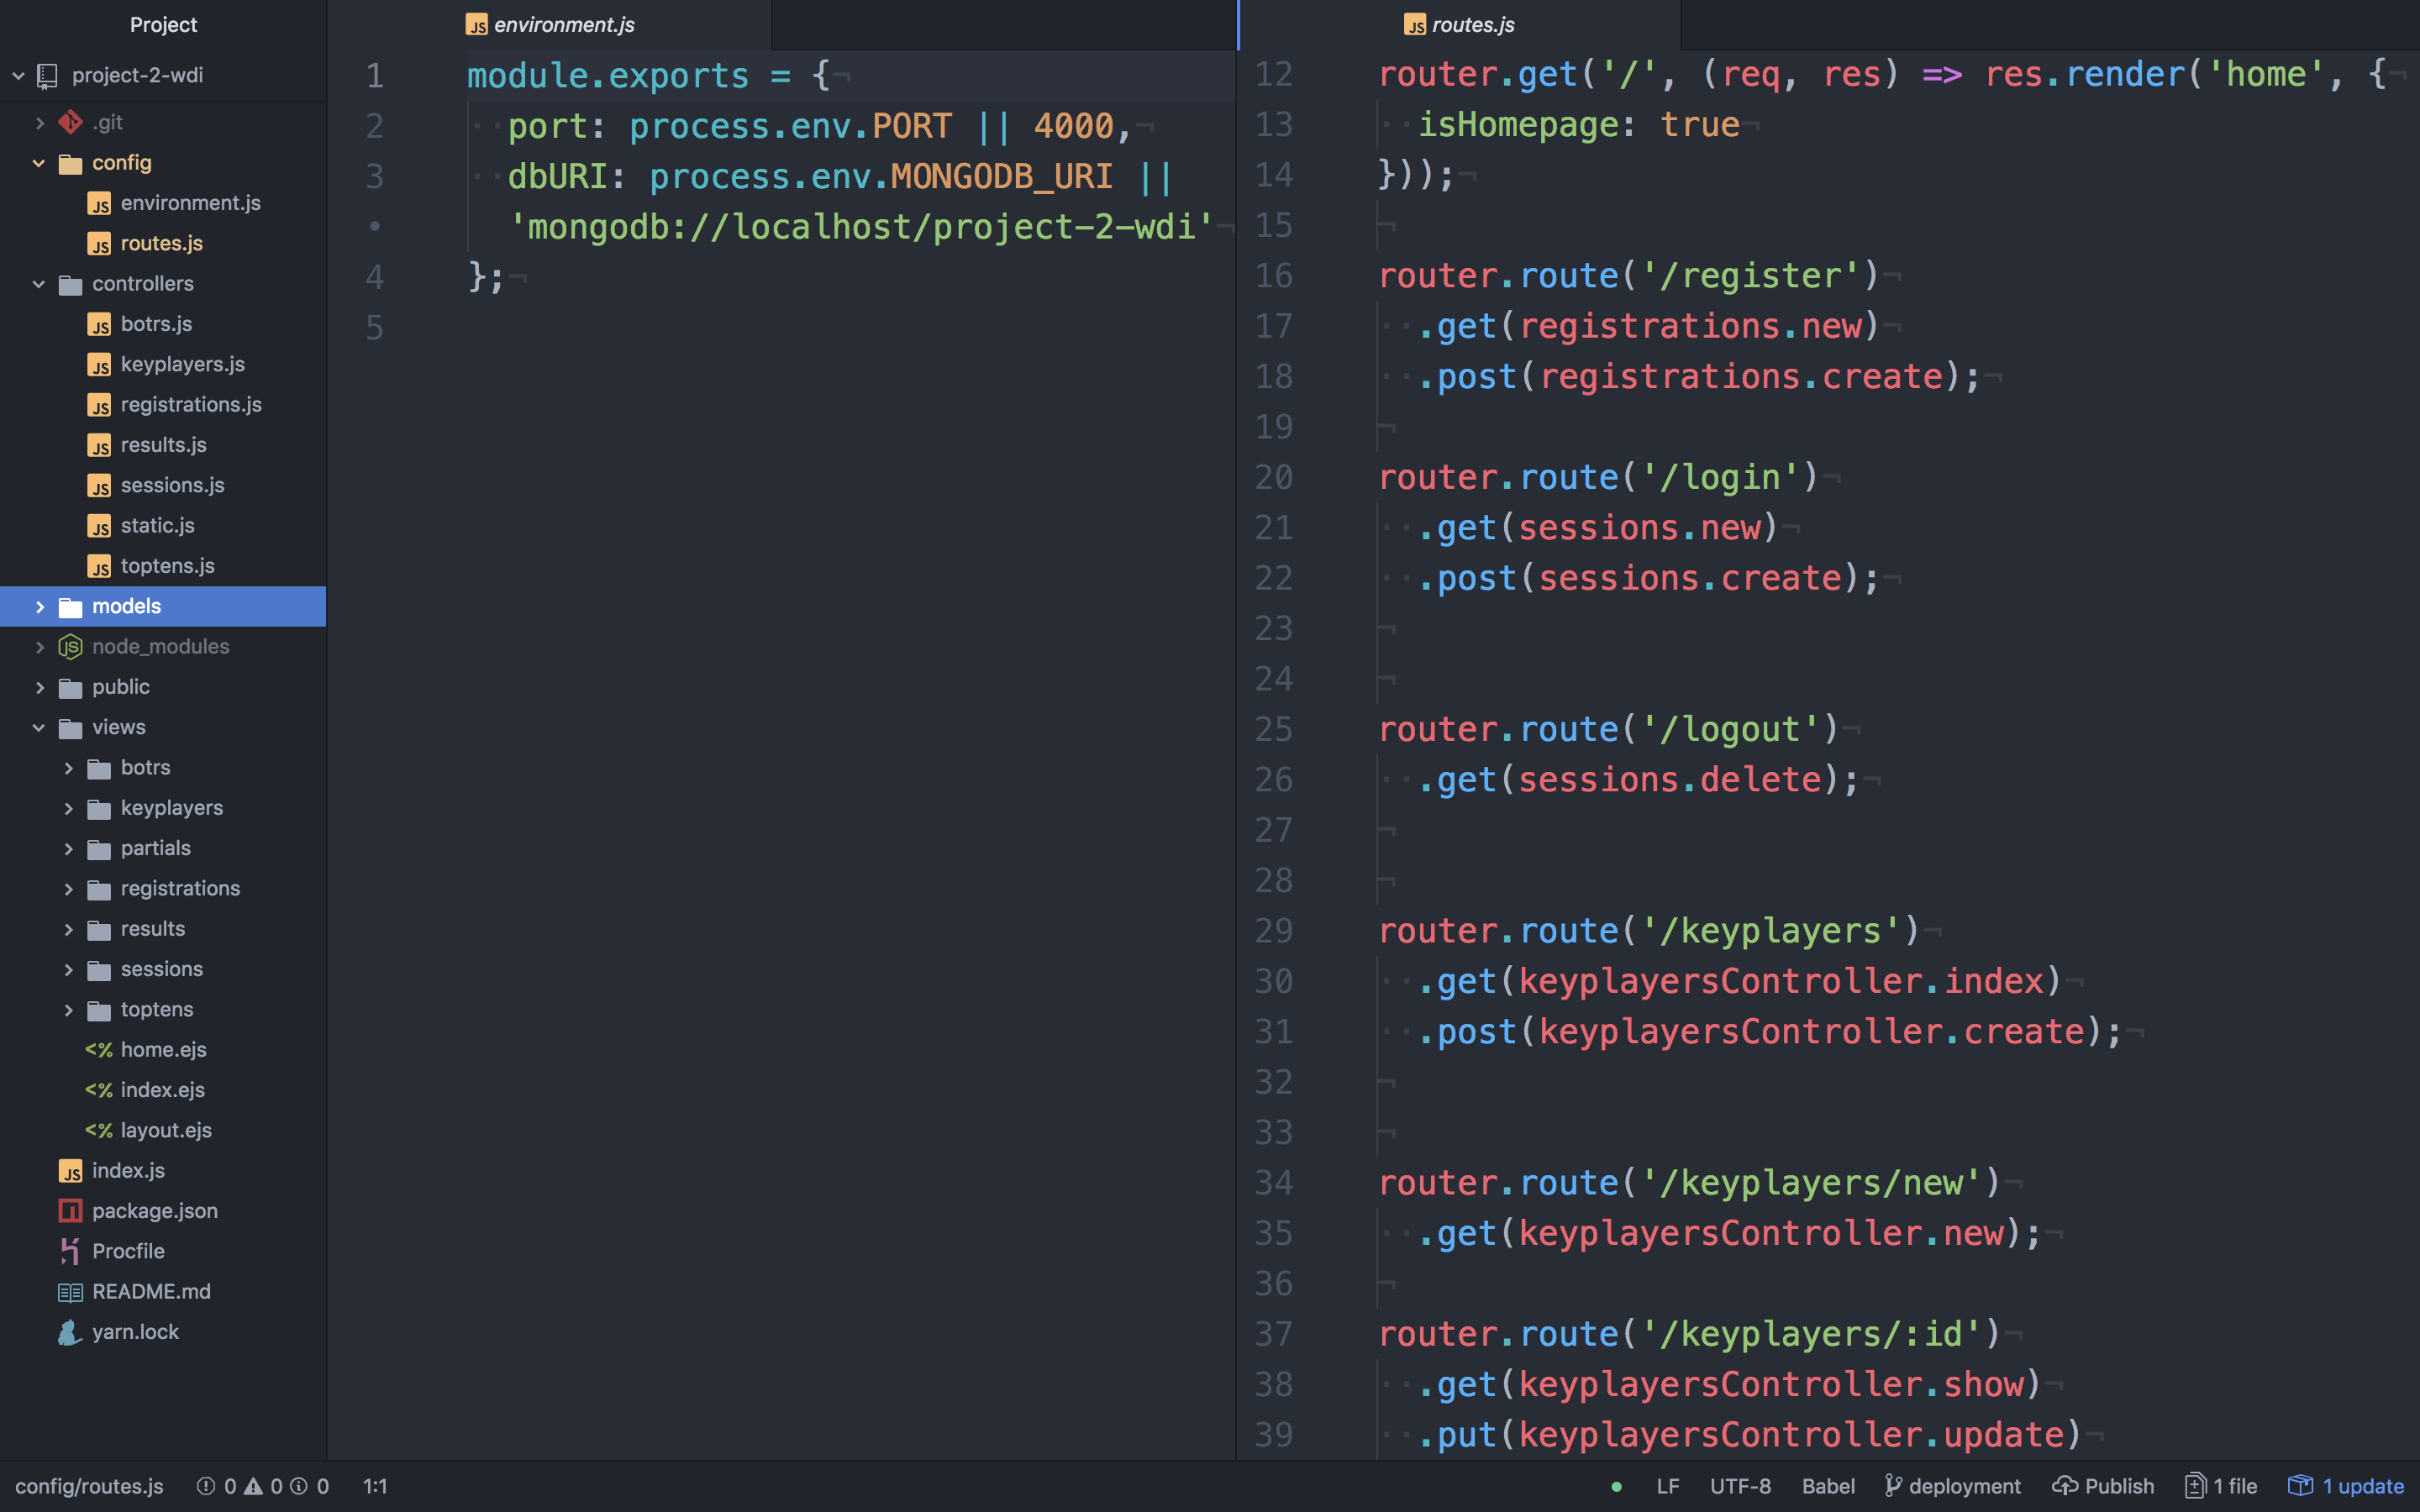 Project
project-2-wdi
.git
config
environment.js
routes.js
controllers
botrs.js
keyplayers.js
registrations.js
results.js
sessions.js
static.js
toptens.js
models
node_modules
public
views
botrs
keyplayers
partials
registrations
results
sessions
toptens
<% home.ejs
<% index.ejs
<% layout.ejs
index.js
package.json
Procfile
README.md
yarn.lock
JS environment.js
1 module.exports = {
2 port: process.env.PORT || 4000,
3 dbURI: process.env.MONGODB_URI ||
• 'mongodb://localhost/project-2-wdi'
4 };
5
JS routes.js
12 router.get('/', (req, res) => res.render('home', {
13 isHomepage: true
14 }));
15
16 router.route('/register')
17 .get(registrations.new)
18 .post(registrations.create);
19
20 router.route('/login')
21 .get(sessions.new)
22 .post(sessions.create);
23
24
25 router.route('/logout')
26 .get(sessions.delete);
27
28
29 router.route('/keyplayers')
30 .get(keyplayersController.index)
31 .post(keyplayersController.create);
32
33
34 router.route('/keyplayers/new')
35 .get(keyplayersController.new);
36
37 router.route('/keyplayers/:id')
38 .get(keyplayersController.show)
39 .put(keyplayersController.update)
config/routes.js 0 0 0 1:1 LF UTF-8 Babel deployment Publish 1 file 1 update